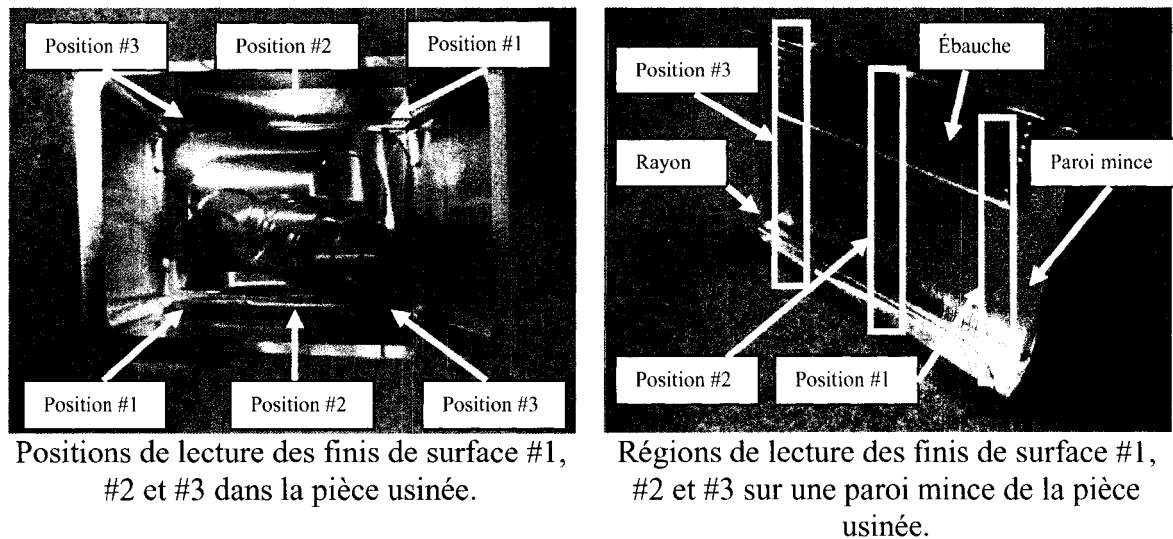 Position #3
Position #2
Position #1
Position #1
Position #2
Position #3
Positions de lecture des finis de surface #1,
#2 et #3 dans la pièce usinée.
Ébauche
Position #3
Rayon
Paroi mince
Position #2
Position #1
Régions de lecture des finis de surface #1,
#2 et #3 sur une paroi mince de la pièce
usinée.